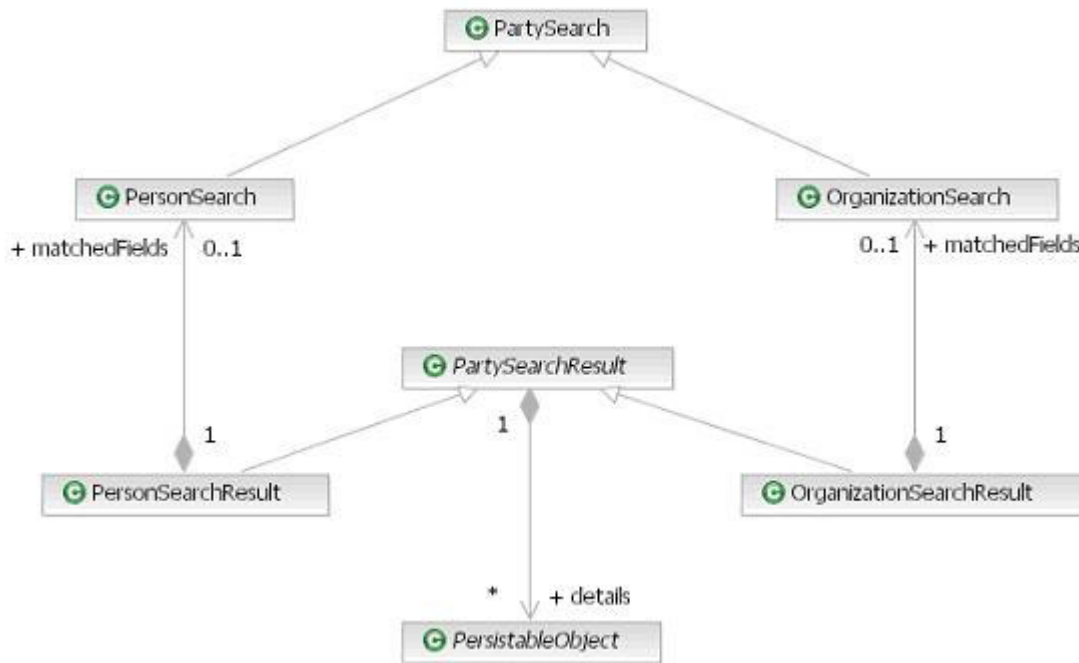 PartySearch
PersonSearch
OrganizationSearch
+ matchedFields 0..1
0..1 + matchedFields
PartySearchResult
1
1
1
PersonSearchResult
OrganizationSearchResult
* + details
PersistableObject